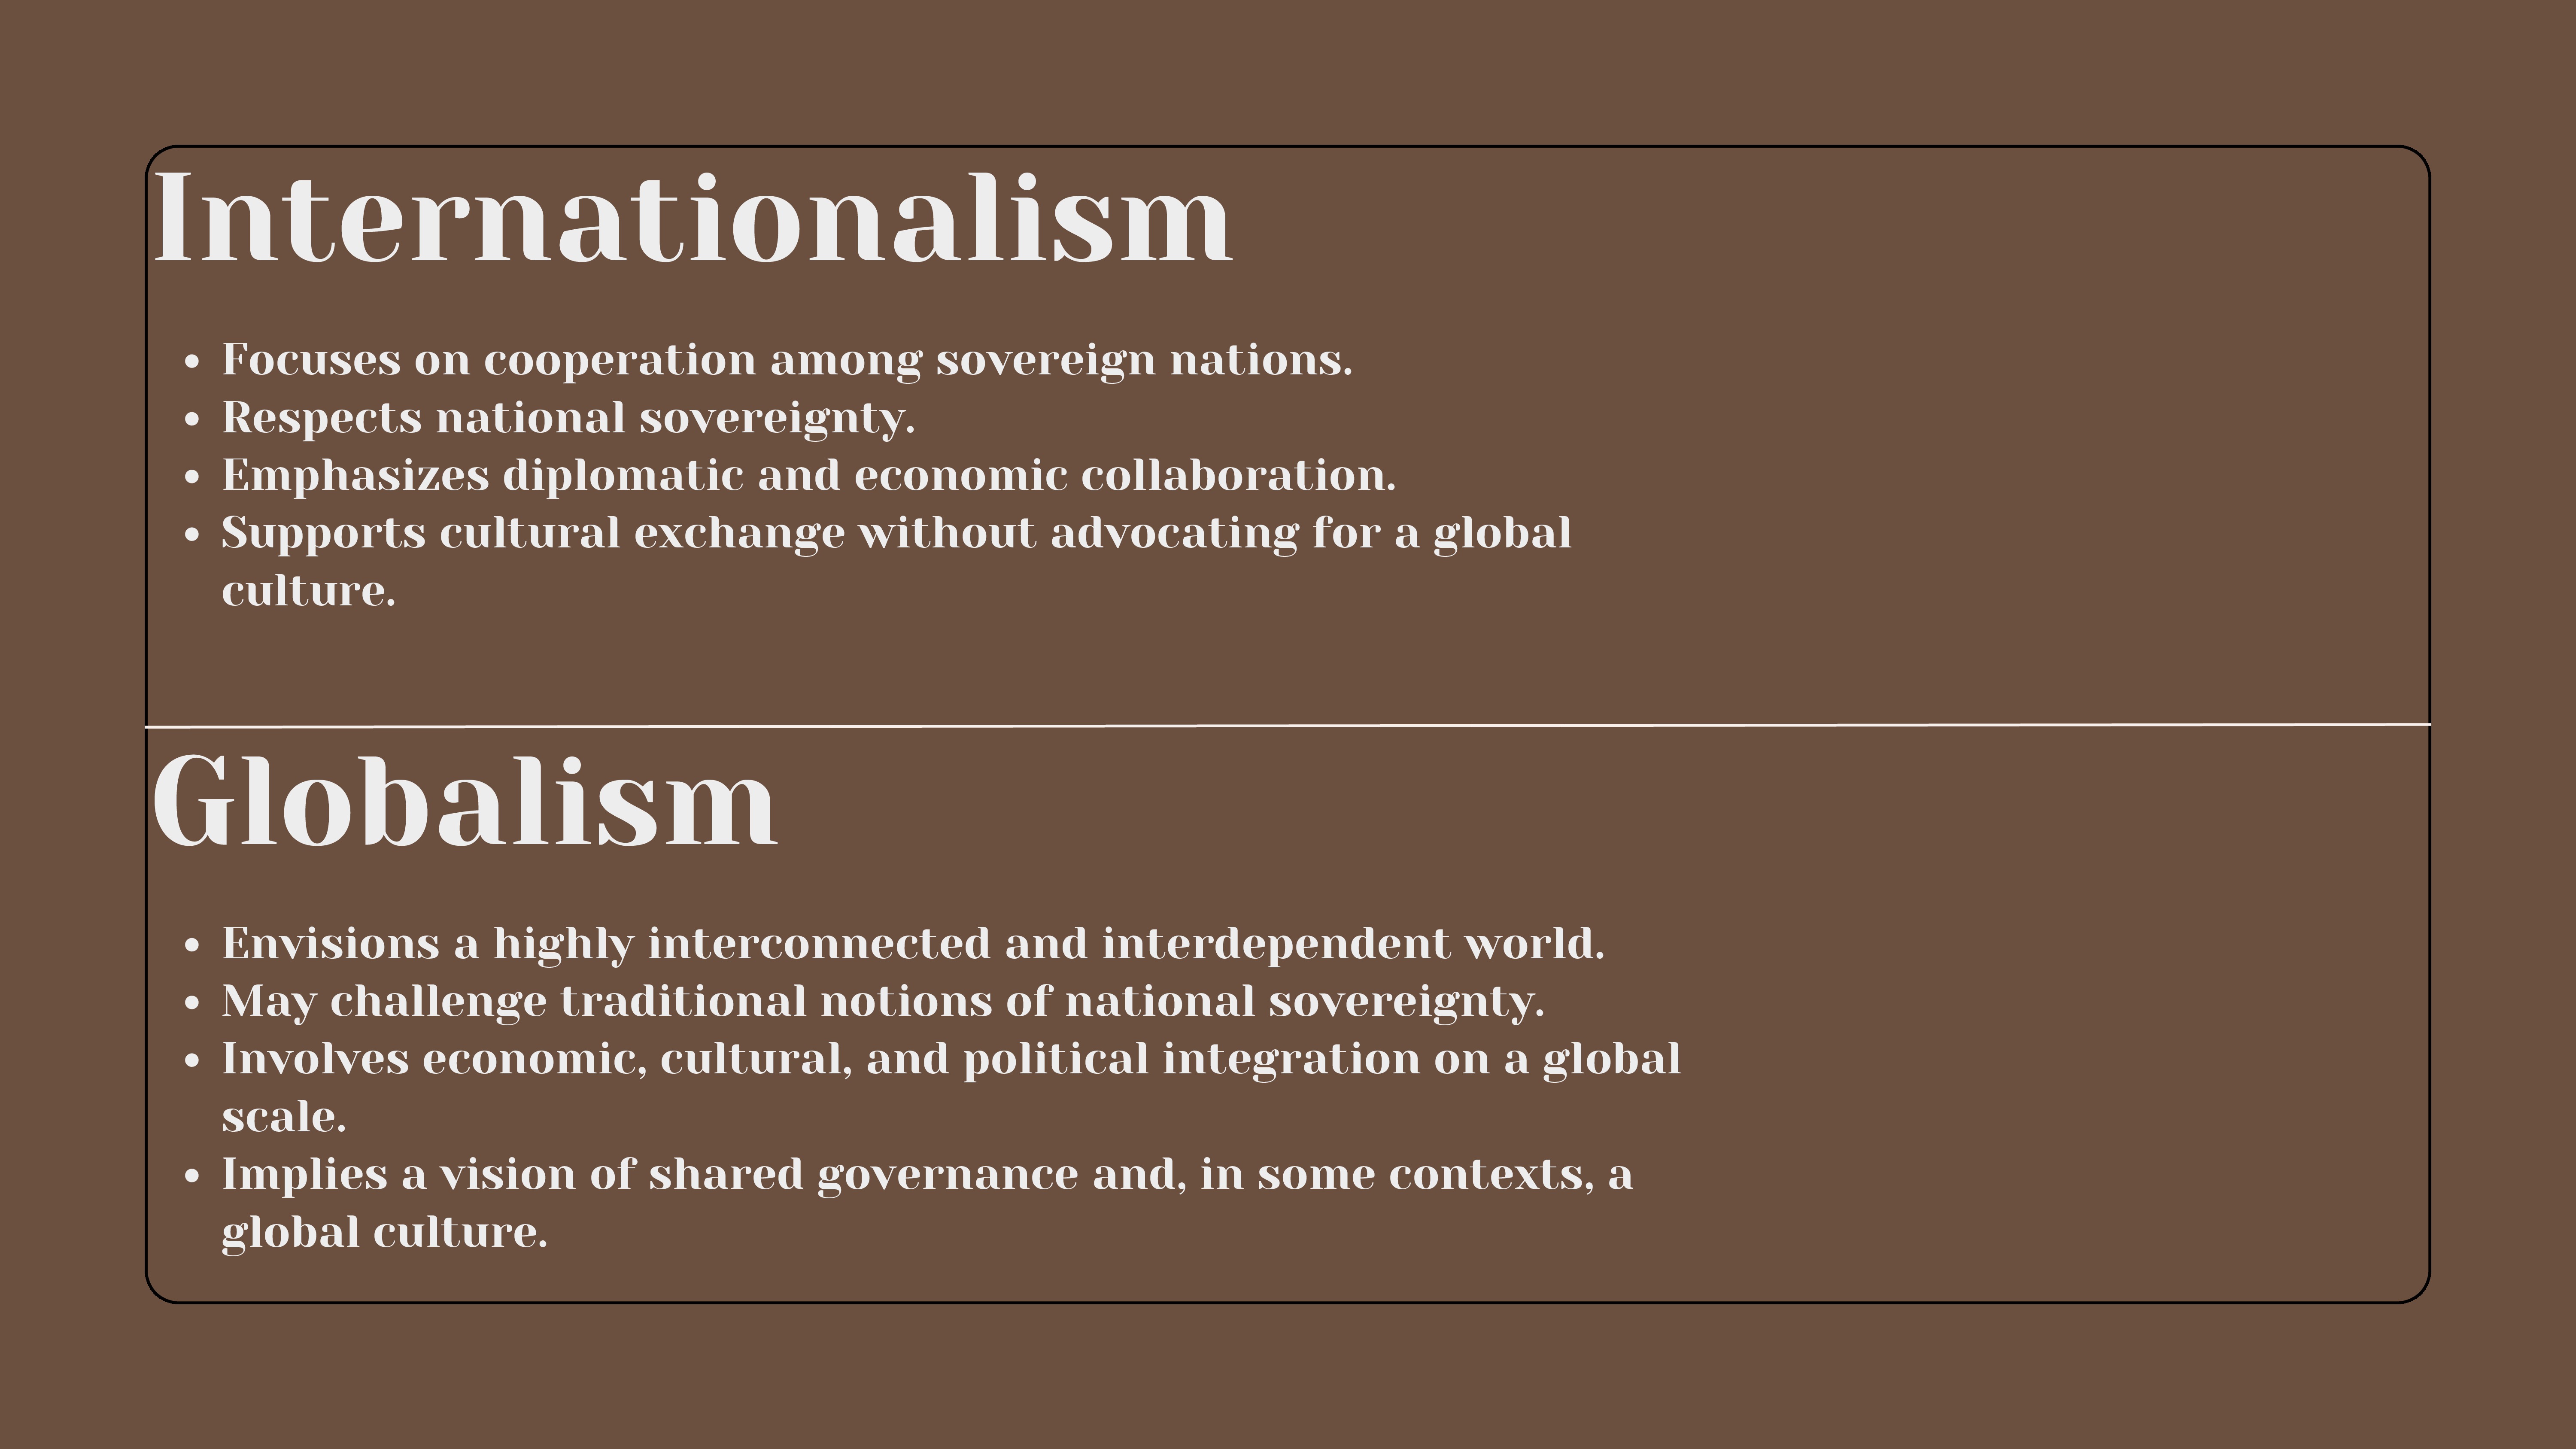 Internationalism
• Focuses on cooperation among sovereign nations.
• Respects national sovereignty.
• Emphasizes diplomatic and economic collaboration.
• Supports cultural exchange without advocating for a global
culture.
Globalism
• Envisions a highly interconnected and interdependent world.
• May challenge traditional notions of national sovereignty.
• Involves economic, cultural, and political integration on a global
scale.
• Implies a vision of shared governance and, in some contexts, a
global culture.